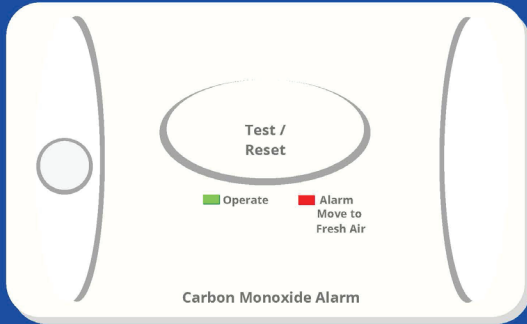 Test /
Reset
Operate
Alarm
Move to
Fresh Air
Carbon Monoxide Alarm